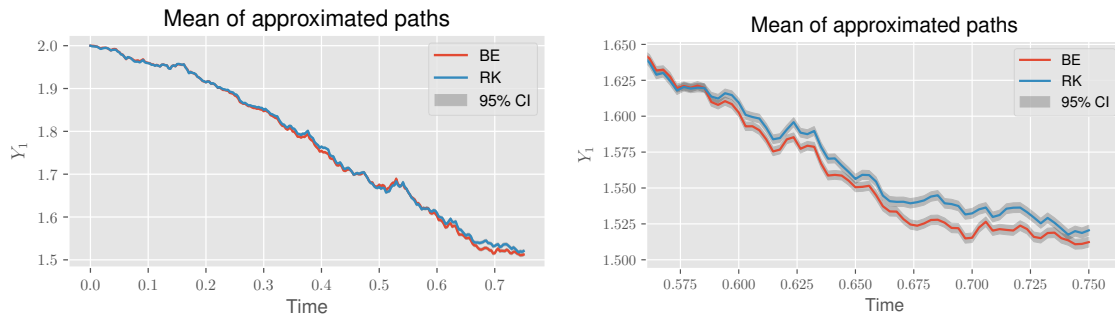 Mean of approximated paths
2.0
1.9
1.8
1.7
1.6
1.5
Y1
0.0 0.1 0.2 0.3 0.4 0.5 0.6 0.7
Time
BE
RK
95% CI
Mean of approximated paths
1.650
1.625
1.600
1.575
1.550
1.525
1.500
Y1
0.575 0.600 0.625 0.650 0.675 0.700 0.725 0.750
Time
BE
RK
95% CI